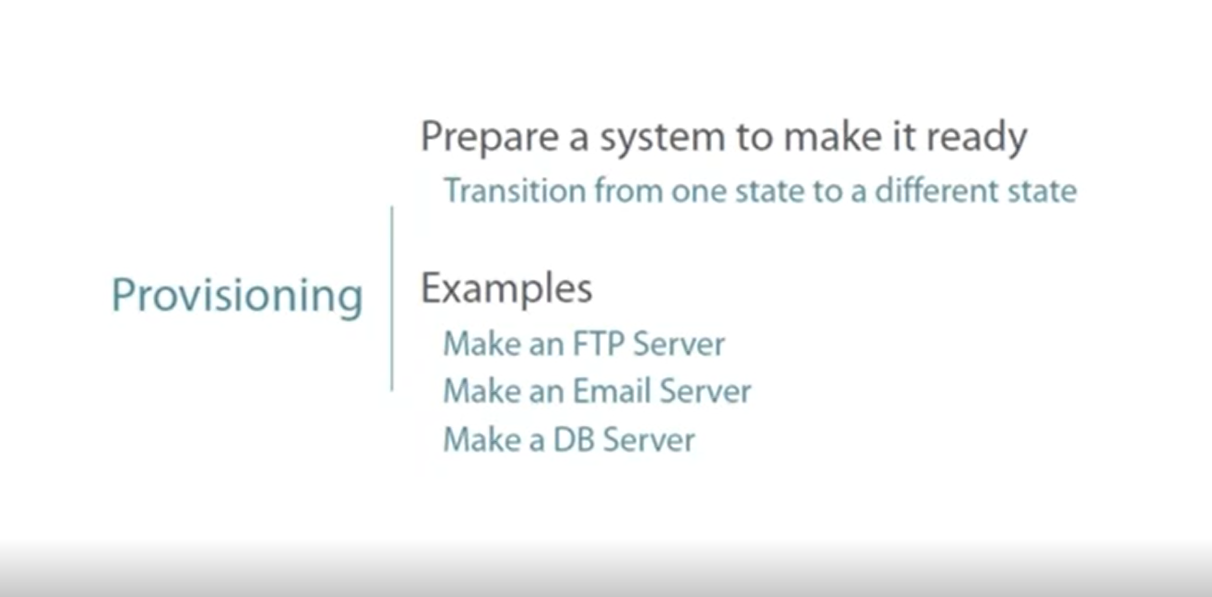 Provisioning
Prepare a system to make it ready
Transition from one state to a different state
Examples
Make an FTP Server
Make an Email Server
Make a DB Server